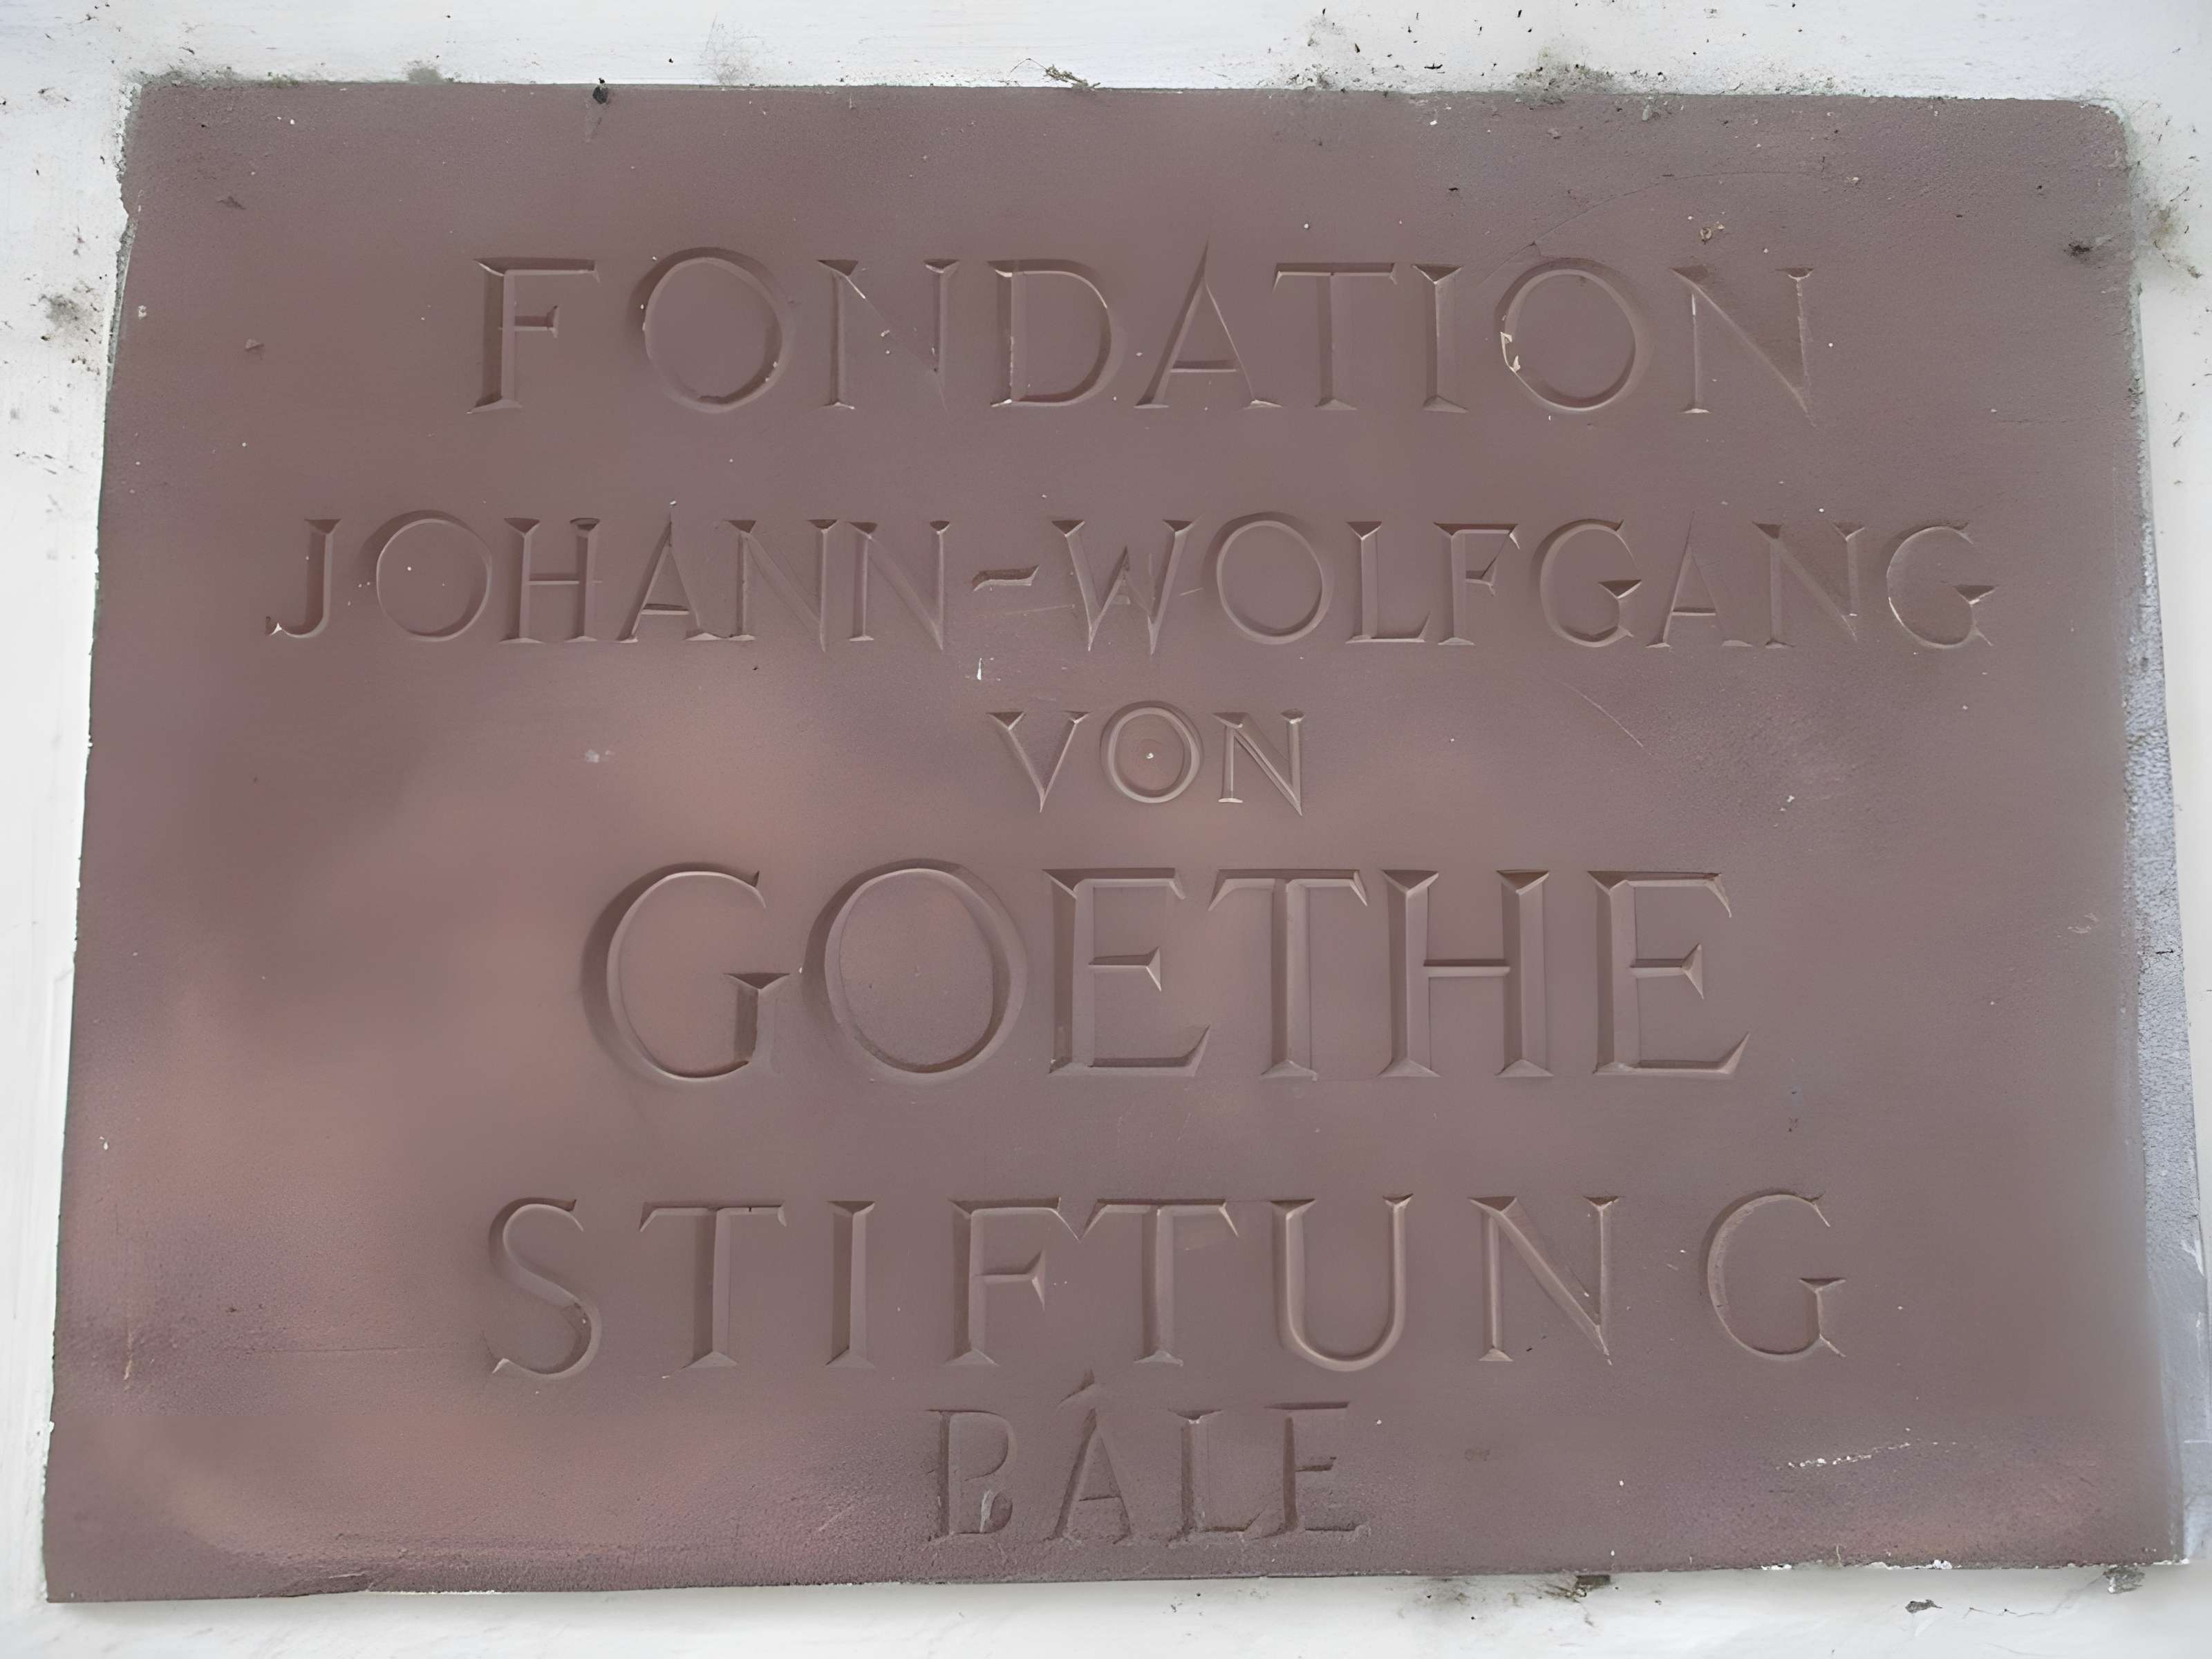 FONDATION
JOHANN-WOLFGANG
VON
GOETHE
STIFTUNG
BÂLE